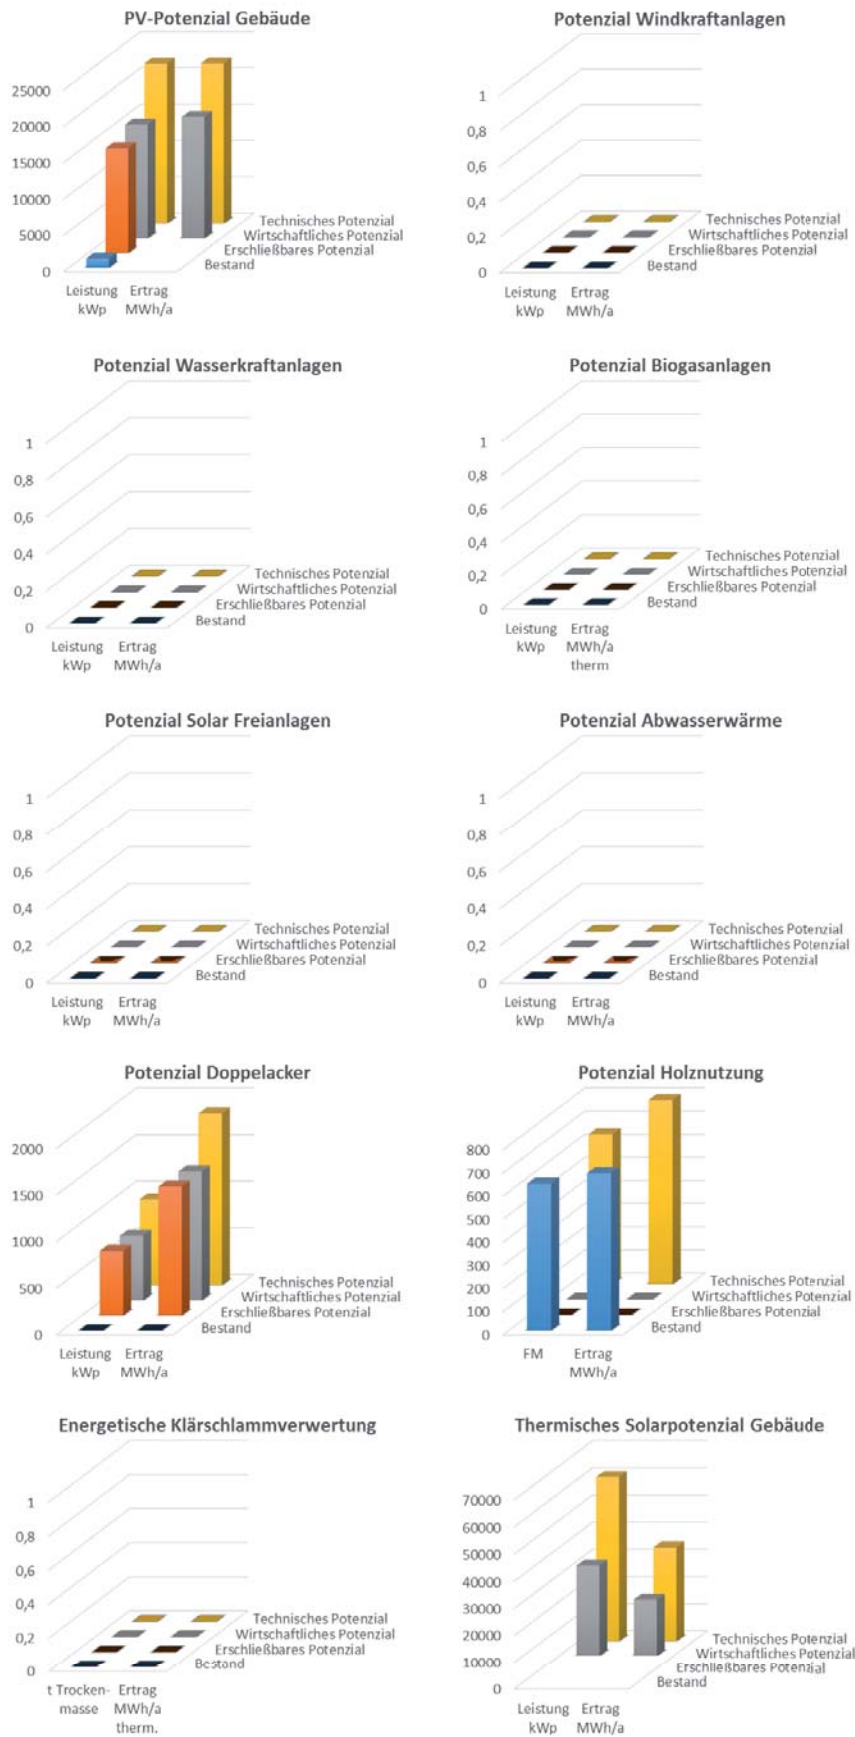 PV-Potenzial Gebäude
25000
20000
15000
10000
5000
0
Technisches Potenzial
Wirtschaftliches Potenzial
Erschließbares Potenzial
Bestand
Leistung Ertrag
kWp MWh/a
Potenzial Windkraftanlagen
1
0,8
0,6
0,4
0,2
0
Technisches Potenzial
Wirtschaftliches Potenzial
Erschließbares Potenzial
Bestand
Leistung Ertrag
kWp MWh/a
Potenzial Wasserkraftanlagen
1
0,8
0,6
0,4
0,2
0
Technisches Potenzial
Wirtschaftliches Potenzial
Erschließbares Potenzial
Bestand
Leistung Ertrag
kWp MWh/a
Potenzial Biogasanlagen
1
0,8
0,6
0,4
0,2
0
Technisches Potenzial
Wirtschaftliches Potenzial
Erschließbares Potenzial
Bestand
Leistung Ertrag
kWp MWh/a
therm
Potenzial Solar Freianlagen
1
0,8
0,6
0,4
0,2
0
Technisches Potenzial
Wirtschaftliches Potenzial
Erschließbares Potenzial
Bestand
Leistung Ertrag
kWp MWh/a
Potenzial Abwasserwärme
1
0,8
0,6
0,4
0,2
0
Technisches Potenzial
Wirtschaftliches Potenzial
Erschließbares Potenzial
Bestand
Leistung Ertrag
kWp MWh/a
Potenzial Doppelacker
2000
1500
1000
500
0
Technisches Potenzial
Wirtschaftliches Potenzial
Erschließbares Potenzial
Bestand
Leistung Ertrag
kWp MWh/a
Potenzial Holznutzung
800
700
600
500
400
300
200
100
0
Technisches Potenzial
Wirtschaftliches Potenzial
Erschließbares Potenzial
Bestand
FM Ertrag
MWh/a
Energetische Klärschlammverwertung
1
0,8
0,6
0,4
0,2
0
Technisches Potenzial
Wirtschaftliches Potenzial
Erschließbares Potenzial
Bestand
t Trocken- Ertrag
masse MWh/a
therm.
Thermisches Solarpotenzial Gebäude
70000
60000
50000
40000
30000
20000
10000
0
Technisches Potenzial
Wirtschaftliches Potenzial
Erschließbares Potenzial
Bestand
Leistung Ertrag
kWp MWh/a